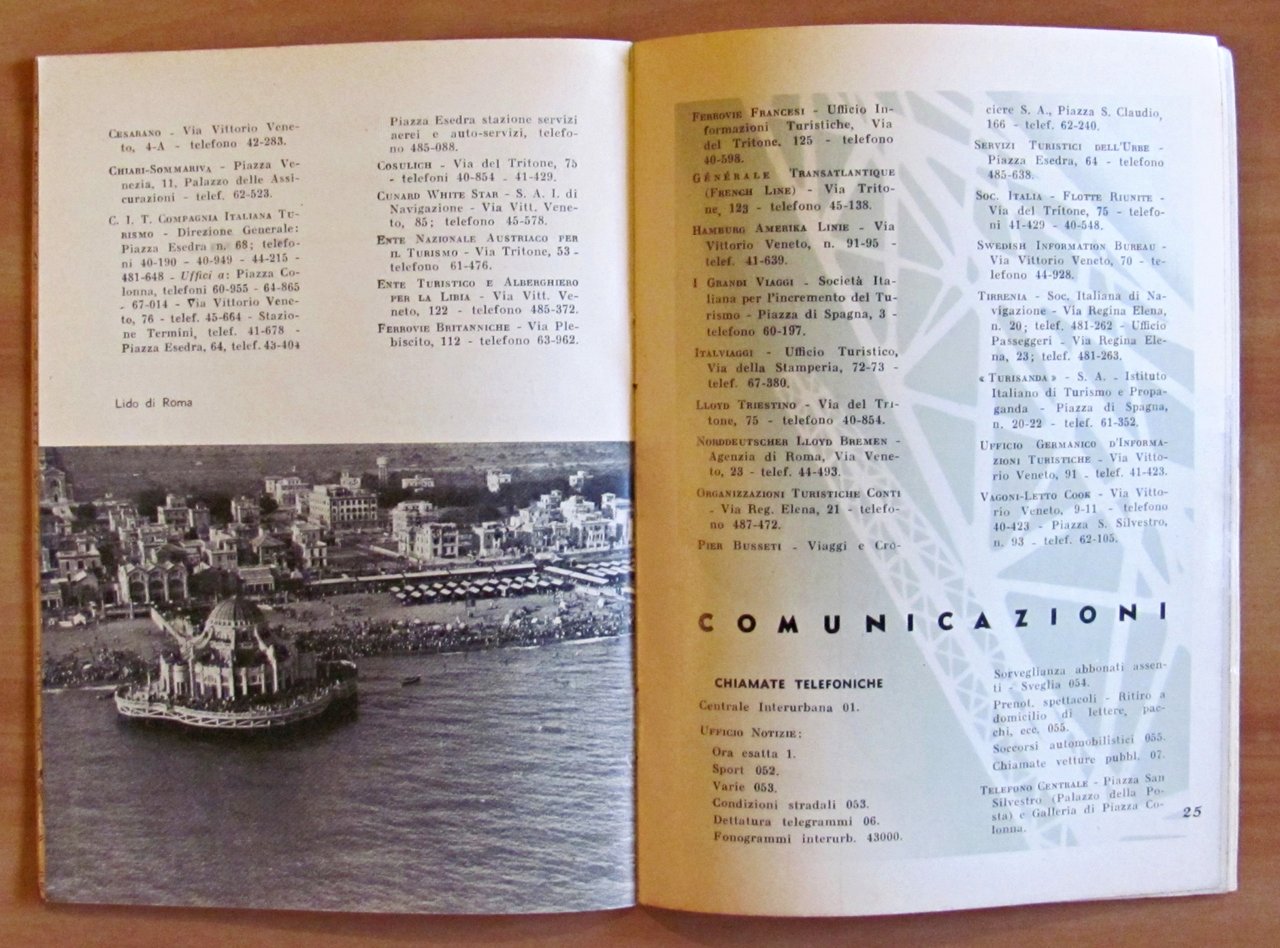 CESARANO - Via Vittorio Vene-
to, 4-A - telefono 42-283.
CHIARI-SOMMARIVA - Piazza Ve-
nezia, 11, Palazzo delle Assi-
curazioni - telef. 62-523.
C. I. T. COMPAGNIA ITALIANA TU-
RISMO - Direzione Generale:
Piazza Esedra n. 68; telefo-
ni 40-190 - 40-949 - 44-215 -
481-648 - Uffici a: Piazza Co-
lonna, telefoni 60-955 - 64-865
- 67-014 - Via Vittorio Vene-
to, 76 - telef. 45-664 - Stazio-
ne Termini, telef. 41-678 -
Piazza Esedra, 64, telef. 43-404
Piazza Esedra stazione servizi
aerei e auto-servizi, telefo-
no 485-088.
COSULICH - Via del Tritone, 75
- telefoni 40-854 - 41-429.
CUNARD WHITE STAR - S. A. I. di
Navigazione - Via Vitt. Vene-
to, 85; telefono 45-578.
ENTE NAZIONALE AUSTRIACO PER
IL TURISMO - Via Tritone, 53 -
telefono 61-476.
ENTE TURISTICO E ALBERGHIERO
PER LA LIBIA - Via Vitt. Ve-
neto, 122 - telefono 485-372.
FERROVIE BRITANNICHE - Via Ple-
biscito, 112 - telefono 63-962.
Lido di Roma
FERROVIE FRANCESI - Ufficio In-
formazioni Turistiche, Via
del Tritone, 125 - telefono
40-598.
GÉNÉRALE TRANSATLANTIQUE
(FRENCH LINE) - Via Trito-
ne, 123 - telefono 45-138.
HAMBURG AMERIKA LINIE - Via
Vittorio Veneto, n. 91-95 -
telef. 41-639.
I GRANDI VIAGGI - Società Ita-
liana per l'incremento del Tu-
rismo - Piazza di Spagna, 3 -
telefono 60-197.
ITALVIAGGI - Ufficio Turistico,
Via della Stamperia, 72-73 -
telef. 67-380.
LLOYD TRIESTINO - Via del Tri-
tone, 75 - telefono 40-854.
NORDDEUTSCHER LLOYD BREMEN -
Agenzia di Roma, Via Vene-
to, 23 - telef. 44-493.
ORGANIZZAZIONI TURISTICHE CONTI
- Via Reg. Elena, 21 - telefo-
no 487-472.
PIER BUSSETI - Viaggi e Cro-
ciere S. A., Piazza S. Claudio,
166 - telef. 62-240.
SERVIZI TURISTICI DELL'URBE -
Piazza Esedra, 64 - telefono
485-638.
SOC. ITALIA - FLOTTE RIUNITE -
Via del Tritone, 75 - telefo-
ni 41-429 - 40-548.
SWEDISH INFORMATION BUREAU -
Via Vittorio Veneto, 70 - te-
lefono 44-928.
TIRRENIA - Soc. Italiana di Na-
vigazione - Via Regina Elena,
n. 20; telef. 481-262 - Ufficio
Passeggeri - Via Regina Ele-
na, 23; telef. 481-263.
« TURISANDA » - S. A. - Istituto
Italiano di Turismo e Propa-
ganda - Piazza di Spagna,
n. 20-22 - telef. 61-352.
UFFICIO GERMANICO D'INFORMA-
ZIONI TURISTICHE - Via Vitto-
rio Veneto, 91 - telef. 41-423.
VAGONI-LETTO COOK - Via Vitto-
rio Veneto, 9-11 - telefono
40-423 - Piazza S. Silvestro,
n. 93 - telef. 62-105.
COMUNICAZIONI
CHIAMATE TELEFONICHE
Centrale Interurbana 01.
UFFICIO NOTIZIE:
Ora esatta 1.
Sport 052.
Varie 053.
Condizioni stradali 053.
Dettatura telegrammi 06.
Fonogrammi interurb. 43000.
Sorveglianza abbonati assen-
ti - Sveglia 054.
Prenot. spettacoli - Ritiro a
domicilio di lettere, pac-
chi, ecc. 055.
Soccorsi automobilistici 055.
Chiamate vetture pubbl. 07.
TELEFONO CENTRALE - Piazza San
Silvestro (Palazzo della Po-
sta) e Galleria di Piazza Co-
lonna.
25